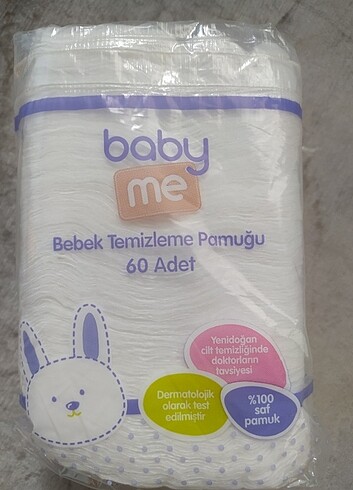 baby
me
Bebek Temizleme Pamuğu
60 Adet
Yenidoğan
cilt temizliğinde
doktorların
tavsiyesi
Dermatolojik
olarak test
edilmiştir
%100
saf
pamuk